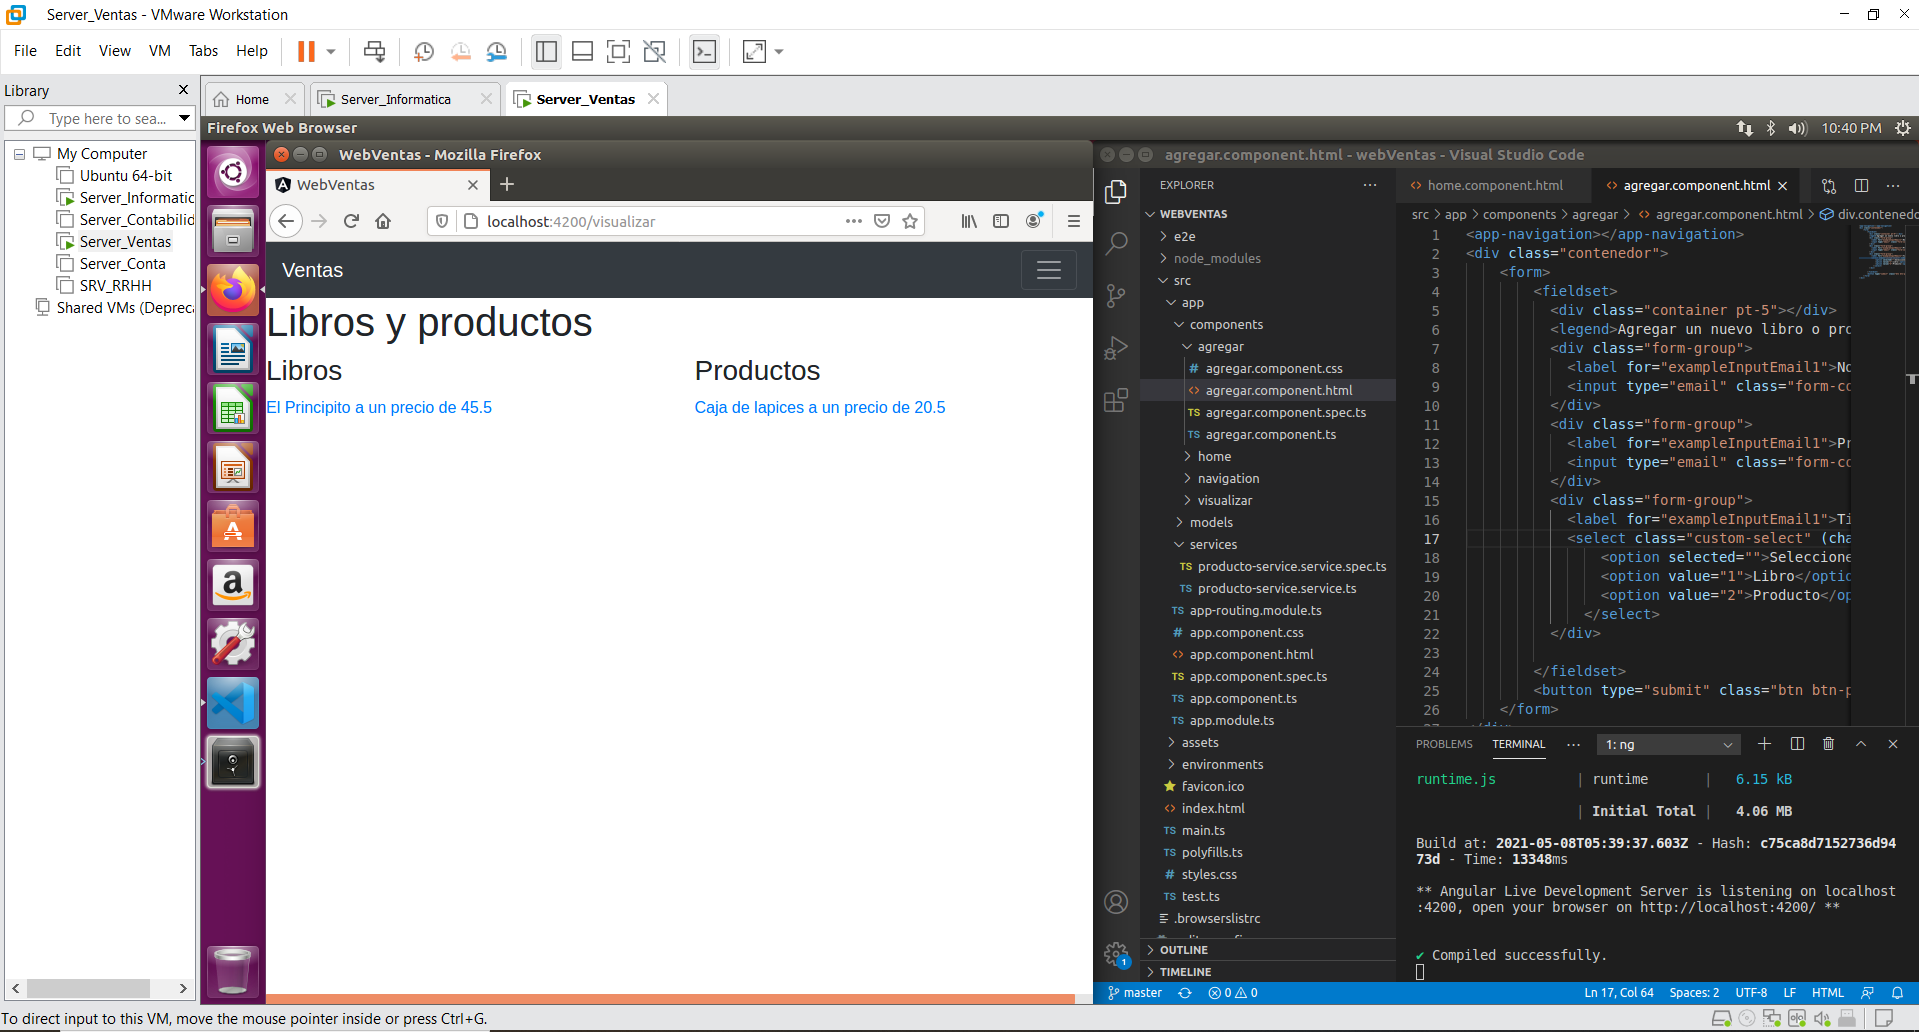 Server_Ventas - VMware Workstation
File Edit View VM Tabs Help
Library
Type here to sea...
My Computer
Ubuntu 64-bit
Server_Informatic
Server_Contabilid
Server_Ventas
Server_Conta
SRV_RRHH
Shared VMs (Depreca
Home
Server_Informatica
Server_Ventas
Firefox Web Browser
10:40 PM
WebVentas - Mozilla Firefox
WebVentas
localhost:4200/visualizar
Ventas
Libros y productos
Libros
El Principito a un precio de 45.5
Productos
Caja de lapices a un precio de 20.5
agregar.component.html - webVentas - Visual Studio Code
EXPLORER
WEBVENTAS
e2e
node_modules
src
app
components
agregar
# agregar.component.css
<> agregar.component.html
TS agregar.component.spec.ts
TS agregar.component.ts
home
navigation
visualizar
models
services
TS producto-service.service.spec.ts
TS producto-service.service.ts
TS app-routing.module.ts
# app.component.css
<> app.component.html
TS app.component.spec.ts
TS app.component.ts
TS app.module.ts
assets
environments
favicon.ico
<> index.html
TS main.ts
TS polyfills.ts
# styles.css
TS test.ts
.browserslistrc
OUTLINE
TIMELINE
<> home.component.html
<> agregar.component.html
src > app > components > agregar > <> agregar.component.html > div.contenedo
1 <app-navigation></app-navigation>
2 <div class="contenedor">
3 <form>
4 <fieldset>
5 <div class="container pt-5"></div>
6 <legend>Agregar un nuevo libro o pro
7 <div class="form-group">
8 <label for="exampleInputEmail1">No
9 <input type="email" class="form-co
10 </div>
11 <div class="form-group">
12 <label for="exampleInputEmail1">Pr
13 <input type="email" class="form-co
14 </div>
15 <div class="form-group">
16 <label for="exampleInputEmail1">Ti
17 <select class="custom-select" (cha
18 <option selected="">Seleccione
19 <option value="1">Libro</optio
20 <option value="2">Producto</op
21 </select>
22 </div>
23
24 </fieldset>
25 <button type="submit" class="btn btn-p
26 </form>
PROBLEMS TERMINAL ... 1: ng
runtime.js | runtime | 6.15 kB
| Initial Total | 4.06 MB
Build at: 2021-05-08T05:39:37.603Z - Hash: c75ca8d7152736d94
73d - Time: 13348ms
** Angular Live Development Server is listening on localhost
:4200, open your browser on http://localhost:4200/ **
✔ Compiled successfully.
1
master 0 0
Ln 17, Col 64 Spaces: 2 UTF-8 LF HTML
To direct input to this VM, move the mouse pointer inside or press Ctrl+G.